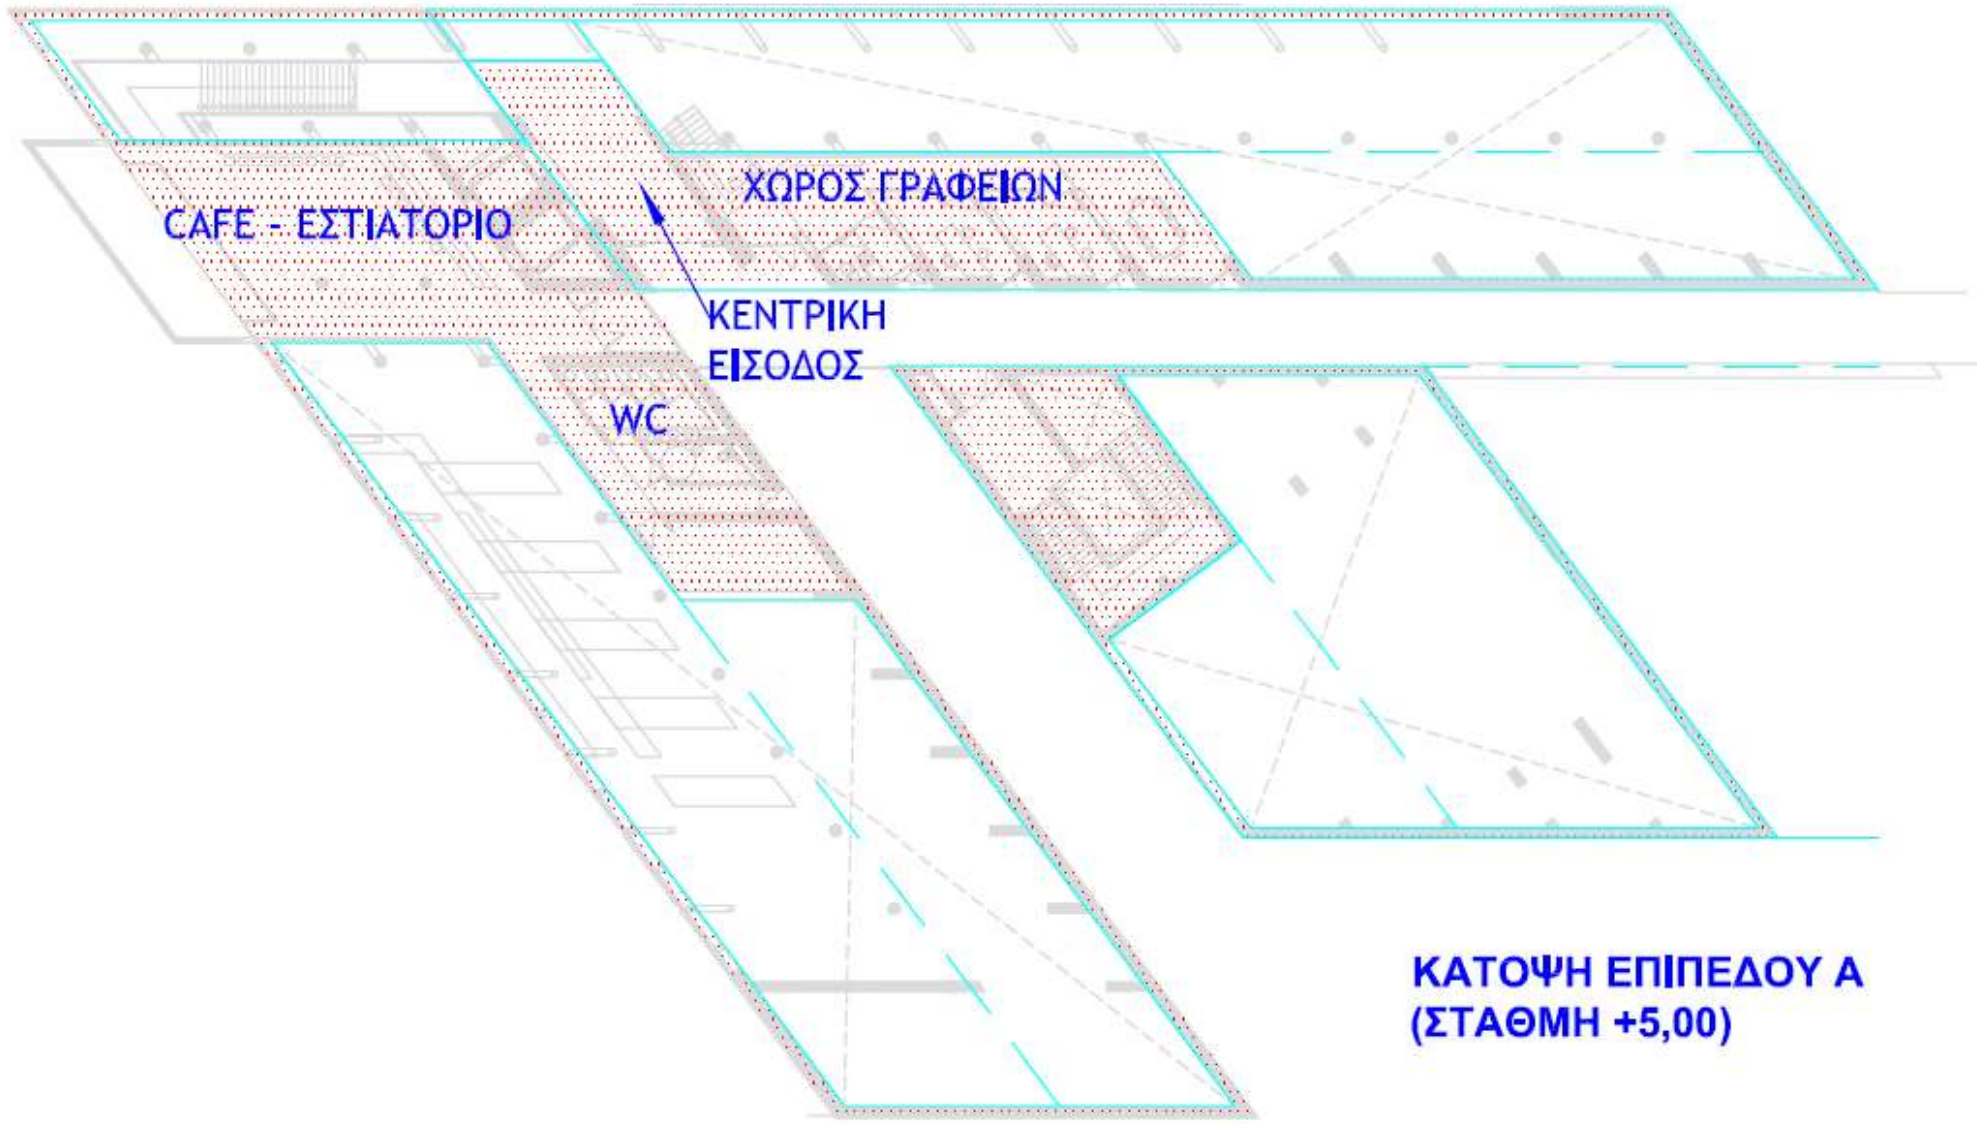 ΧΩΡΟΣ ΓΡΑΦΕΙΩΝ
CAFE - ΕΣΤΙΑΤΟΡΙΟ
ΚΕΝΤΡΙΚΗ
ΕΙΣΟΔΟΣ
WC
ΚΑΤΟΨΗ ΕΠΙΠΕΔΟΥ Α
(ΣΤΑΘΜΗ +5,00)